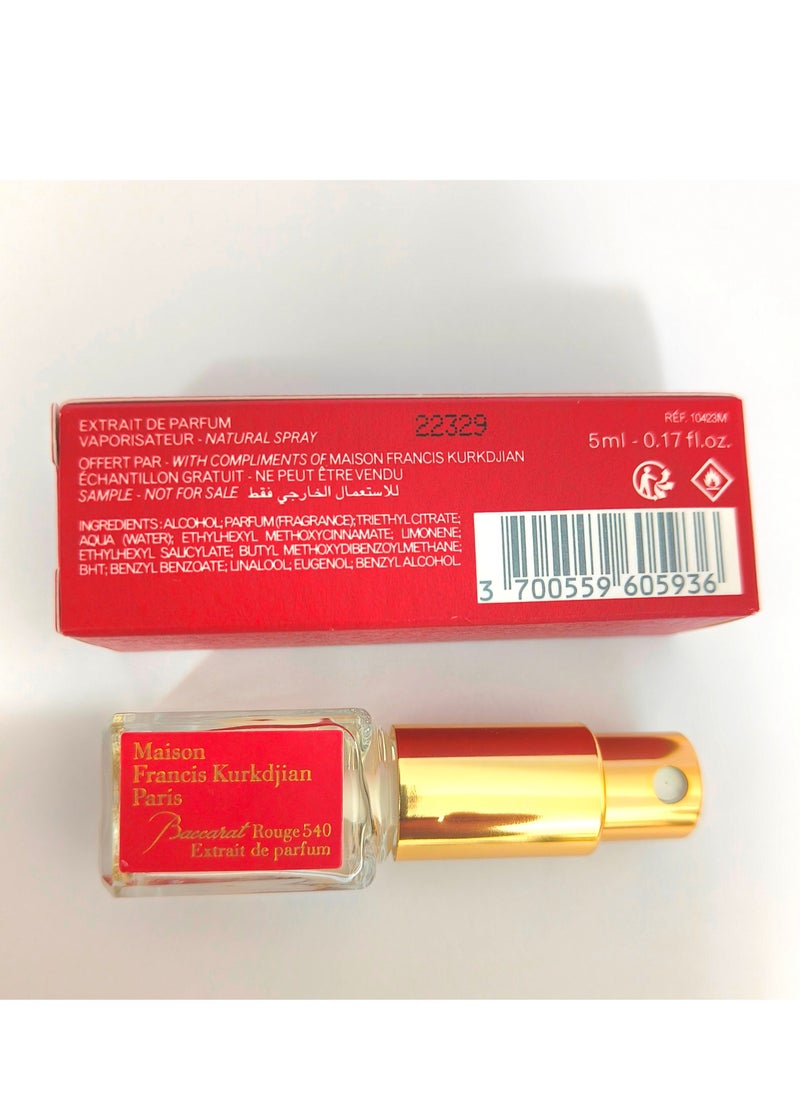 EXTRAIT DE PARFUM
VAPORISATEUR - NATURAL SPRAY
22329
RÉF. 10423M
5ml - 0.17 fl.oz.
OFFERT PAR - WITH COMPLIMENTS OF MAISON FRANCIS KURKDJIAN
ÉCHANTILLON GRATUIT - NE PEUT ÊTRE VENDU
SAMPLE - NOT FOR SALE للاستعمال الخارجي فقط
INGREDIENTS : ALCOHOL; PARFUM (FRAGRANCE); TRIETHYL CITRATE;
AQUA (WATER); ETHYLHEXYL METHOXYCINNAMATE; LIMONENE;
ETHYLHEXYL SALICYLATE; BUTYL METHOXYDIBENZOYLMETHANE;
BHT; BENZYL BENZOATE; LINALOOL; EUGENOL; BENZYL ALCOHOL.
3 700559 605936
Maison
Francis Kurkdjian
Paris
Baccarat Rouge 540
Extrait de parfum